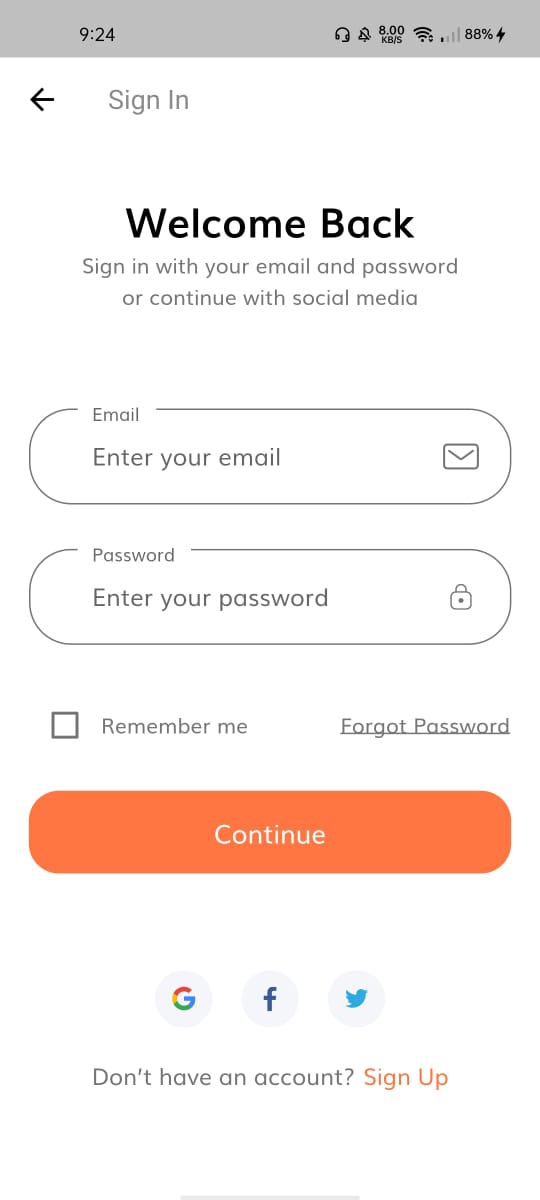 9:24
8.00
KB/S
88%
Sign In
Welcome Back
Sign in with your email and password
or continue with social media
Email
Enter your email
Password
Enter your password
Remember me
Forgot Password
Continue
Don't have an account? Sign Up